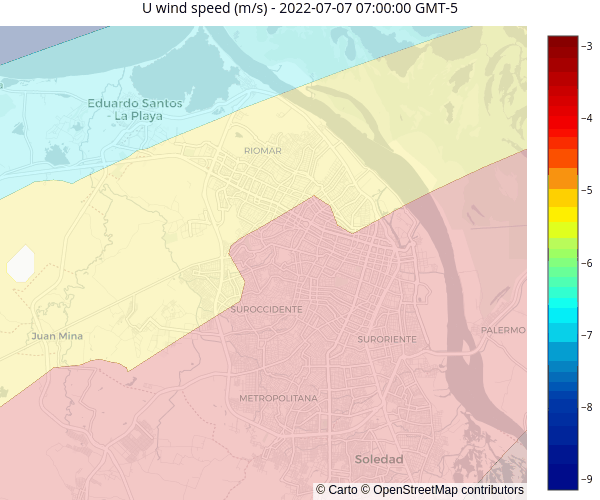 U wind speed (m/s) - 2022-07-07 07:00:00 GMT-5
Eduardo Santos
- La Playa
RIOMAR
SUROCCIDENTE
Juan Mina
SURORIENTE
PALERMO
METROPOLITANA
Soledad
© Carto © OpenStreetMap contributors
−3
−4
−5
−6
−7
−8
−9